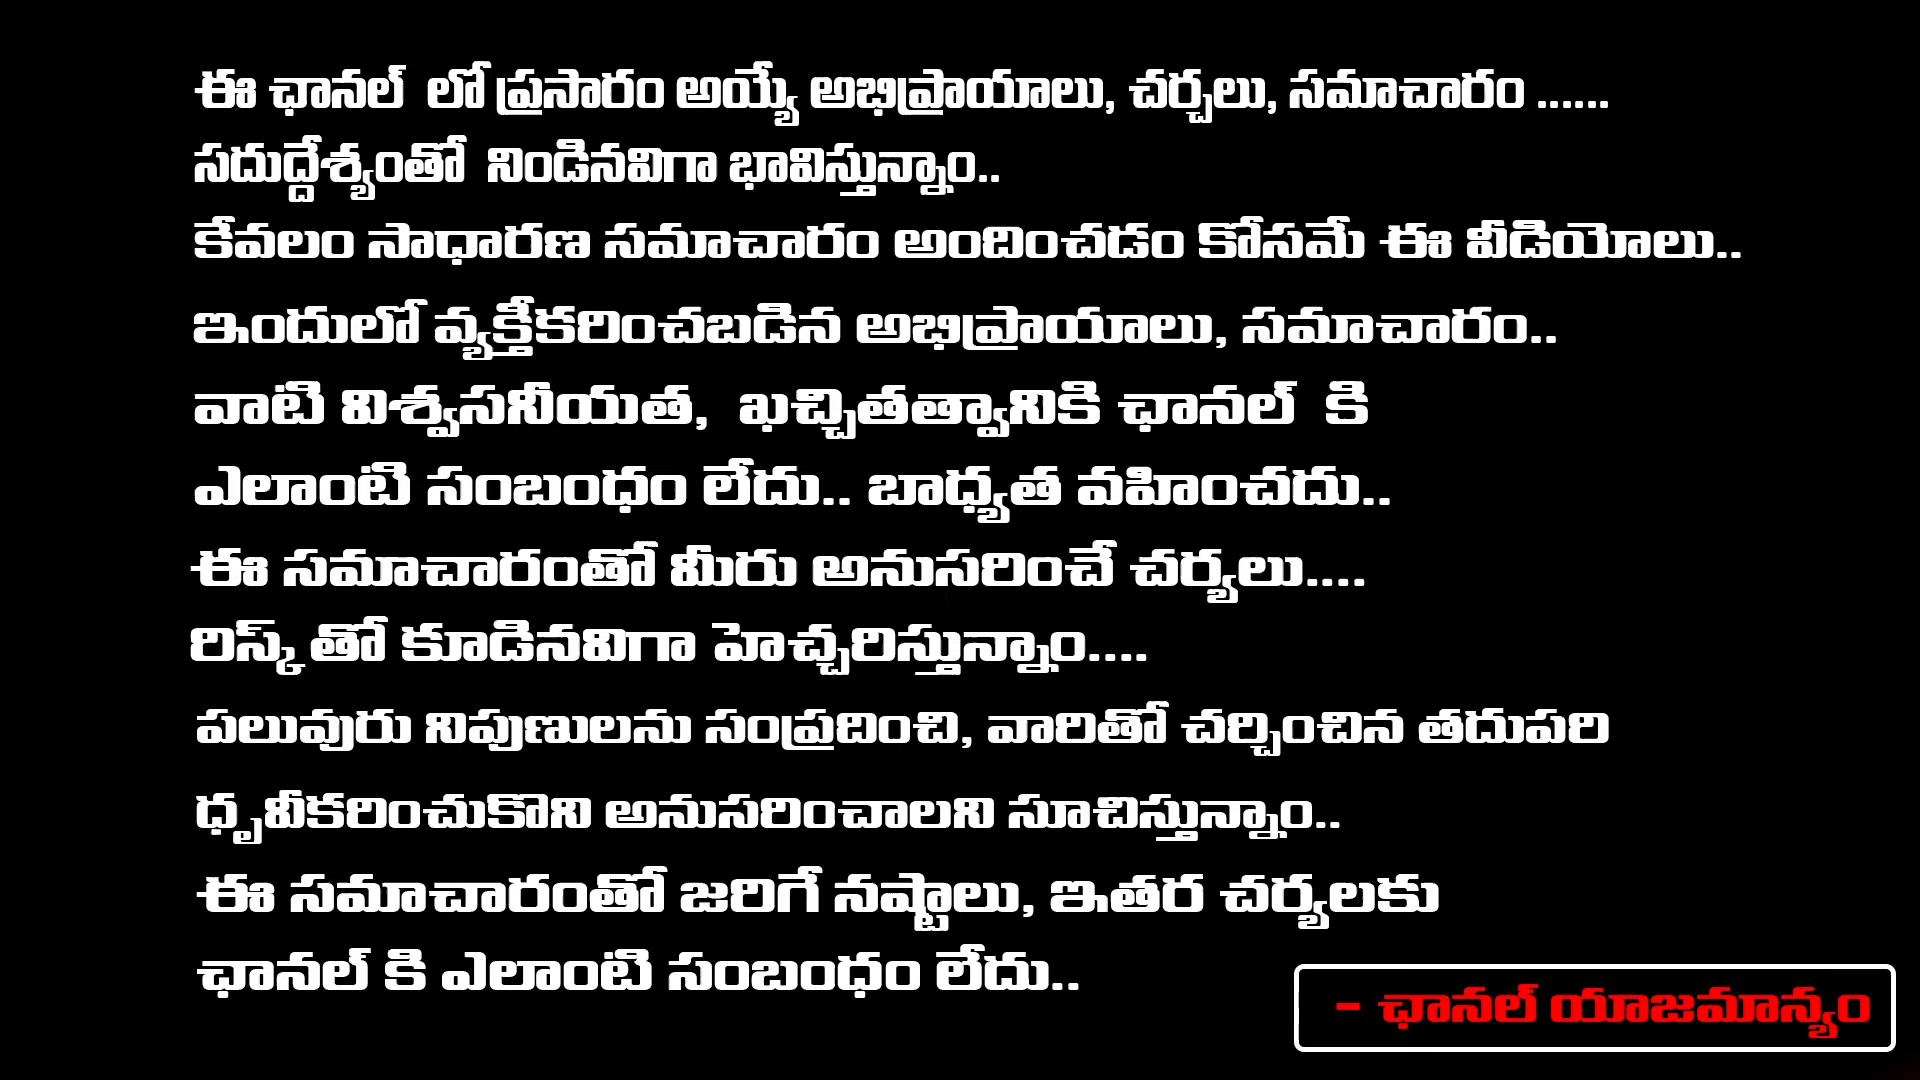 ఈ ఛానల్ లో ప్రసారం అయ్యే అభిప్రాయాలు, చర్చలు, సమాచారం ......
సదుద్దేశ్యంతో నిండినవిగా భావిస్తున్నాం..
కేవలం సాధారణ సమాచారం అందించడం కోసమే ఈ వీడియోలు..
ఇందులో వ్యక్తీకరించబడిన అభిప్రాయాలు, సమాచారం..
వాటి విశ్వసనీయత, ఖచ్చితత్వానికి ఛానల్ కి
ఎలాంటి సంబంధం లేదు.. బాధ్యత వహించదు..
ఈ సమాచారంతో మీరు అనుసరించే చర్యలు....
రిస్క్ తో కూడినవిగా హెచ్చరిస్తున్నాం....
పలువురు నిపుణులను సంప్రదించి, వారితో చర్చించిన తదుపరి
ధృవీకరించుకొని అనుసరించాలని సూచిస్తున్నాం..
ఈ సమాచారంతో జరిగే నష్టాలు, ఇతర చర్యలకు
ఛానల్ కి ఎలాంటి సంబంధం లేదు..
- ఛానల్ యాజమాన్యం